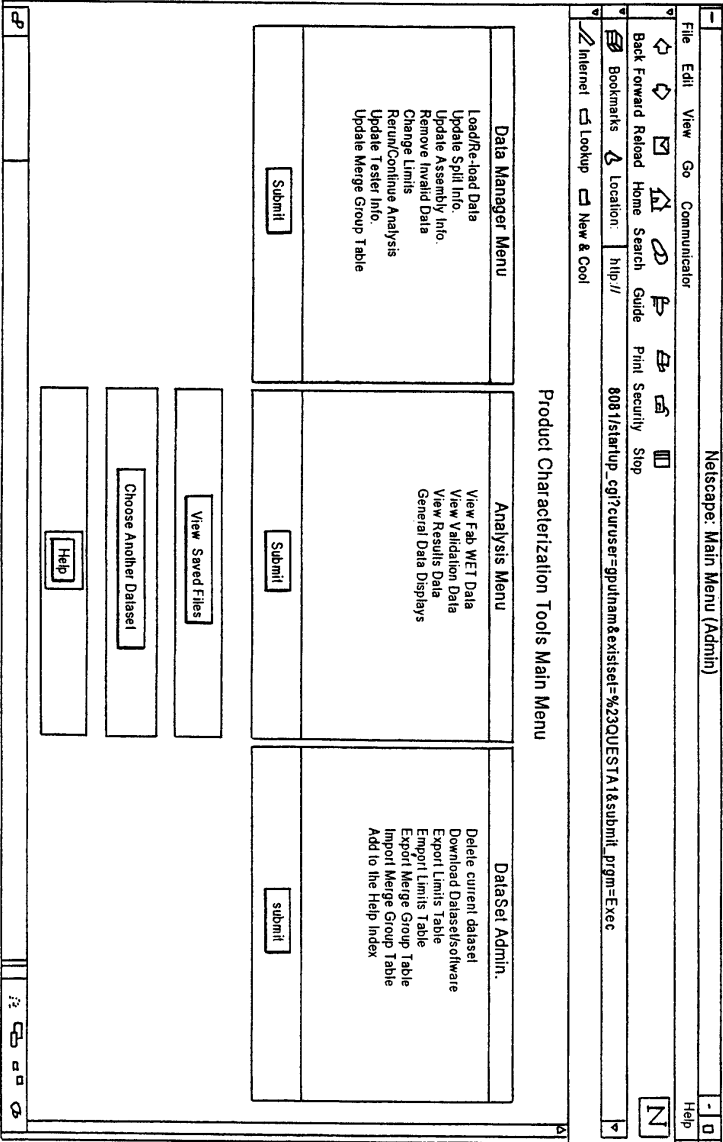 Netscape: Main Menu (Admin)
File Edit View Go Communicator Help
Back Forward Reload Home Search Guide Print Security Stop
N
Bookmarks Location: http:// 8081/startup_cgi?curuser=gputnam&existset=%23QUESTA1&submit_prgm=Exec
Internet Lookup New & Cool
Product Characterization Tools Main Menu
Data Manager Menu
Load/Re-load Data
Update Split Info.
Update Assembly Info.
Remove Invalid Data
Change Limits
Rerun/Continue Analysis
Update Tester Info.
Update Merge Group Table
Submit
Analysis Menu
View Fab WET Data
View Validation Data
View Results Data
General Data Displays
Submit
DataSet Admin.
Delete current dataset
Download Dataset/software
Export Limits Table
Emport Limits Table
Export Merge Group Table
Import Merge Group Table
Add to the Help Index
submit
View Saved Files
Choose Another Dataset
Help